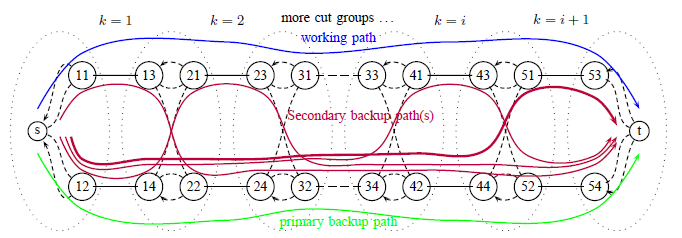 k = 1 k = 2 more cut groups ... k = i k = i + 1
working path
11 13 21 23 31 33 41 43 51 53
Secondary backup path(s)
s t
12 14 22 24 32 34 42 44 52 54
primary backup path